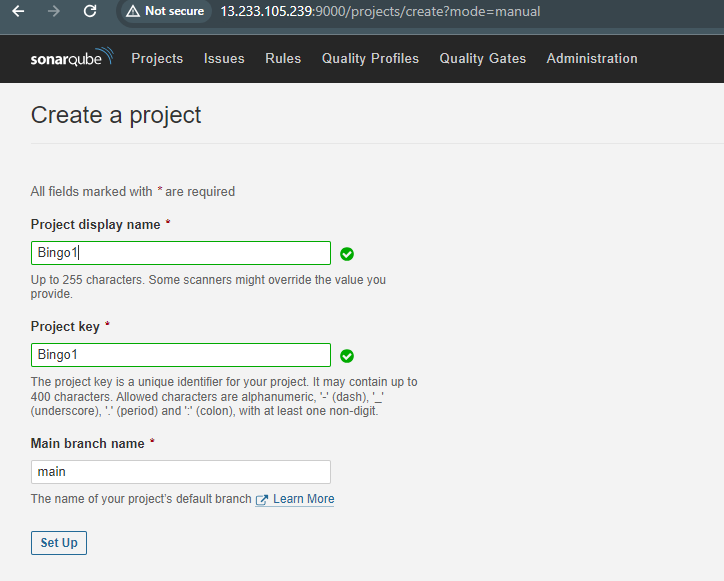 Not secure 13.233.105.239:9000/projects/create?mode=manual
sonarqube Projects Issues Rules Quality Profiles Quality Gates Administration
Create a project
All fields marked with * are required
Project display name *
Bingo1
Up to 255 characters. Some scanners might override the value you
provide.
Project key *
Bingo1
The project key is a unique identifier for your project. It may contain up to
400 characters. Allowed characters are alphanumeric, '-' (dash), '_'
(underscore), '.' (period) and ':' (colon), with at least one non-digit.
Main branch name *
main
The name of your project's default branch Learn More
Set Up